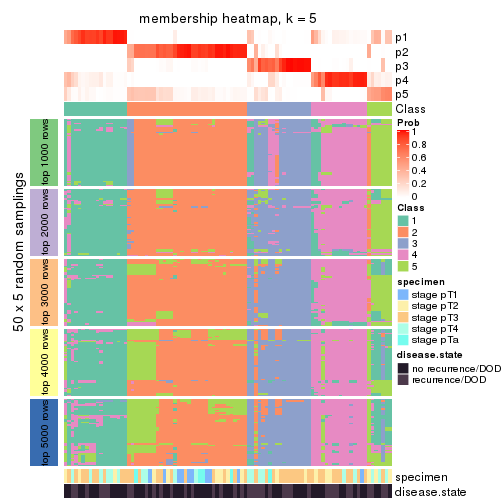 membership heatmap, k = 5
p1
p2
p3
p4
p5
Class
50 x 5 random samplings
top 1000 rows
top 2000 rows
top 3000 rows
top 4000 rows
top 5000 rows
specimen
disease.state
Prob
1
0.8
0.6
0.4
0.2
0
Class
1
2
3
4
5
specimen
stage pT1
stage pT2
stage pT3
stage pT4
stage pTa
disease.state
no recurrence/DOD
recurrence/DOD